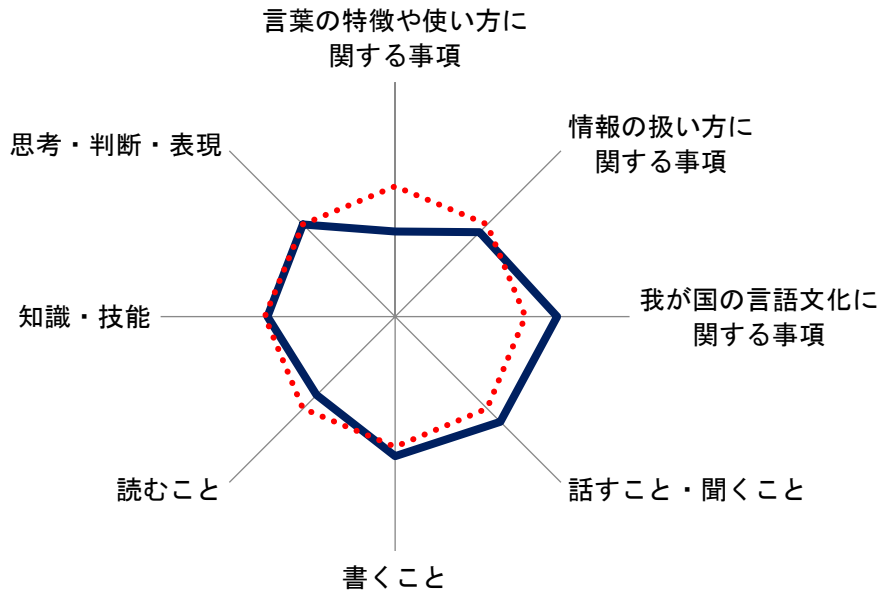 言葉の特徴や使い方に
関する事項
情報の扱い方に
関する事項
我が国の言語文化に
関する事項
話すこと・聞くこと
書くこと
読むこと
知識・技能
思考・判断・表現